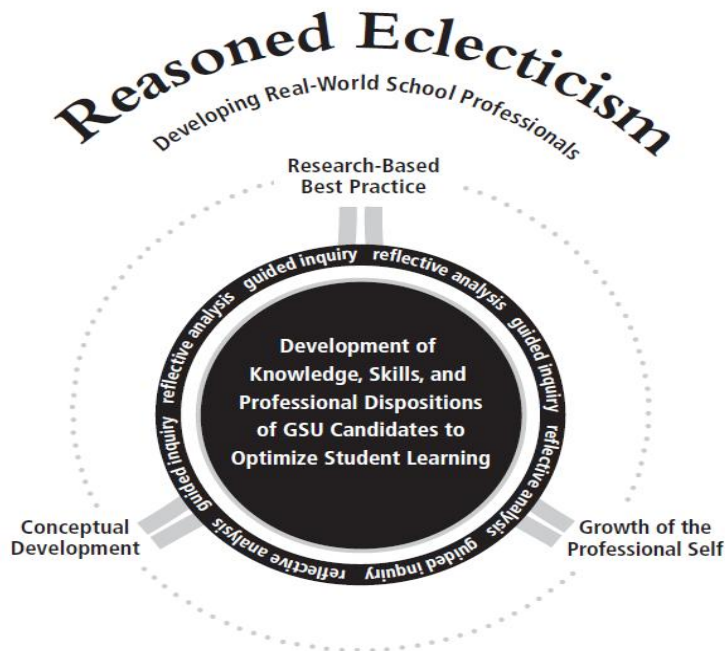 Reasoned Eclecticism
Developing Real-World School Professionals
Research-Based
Best Practice
guided inquiry reflective analysis guided inquiry reflective analysis guided inquiry reflective analysis guided inquiry reflective analysis
Development of
Knowledge, Skills, and
Professional Dispositions
of GSU Candidates to
Optimize Student Learning
Conceptual
Development
Growth of the
Professional Self